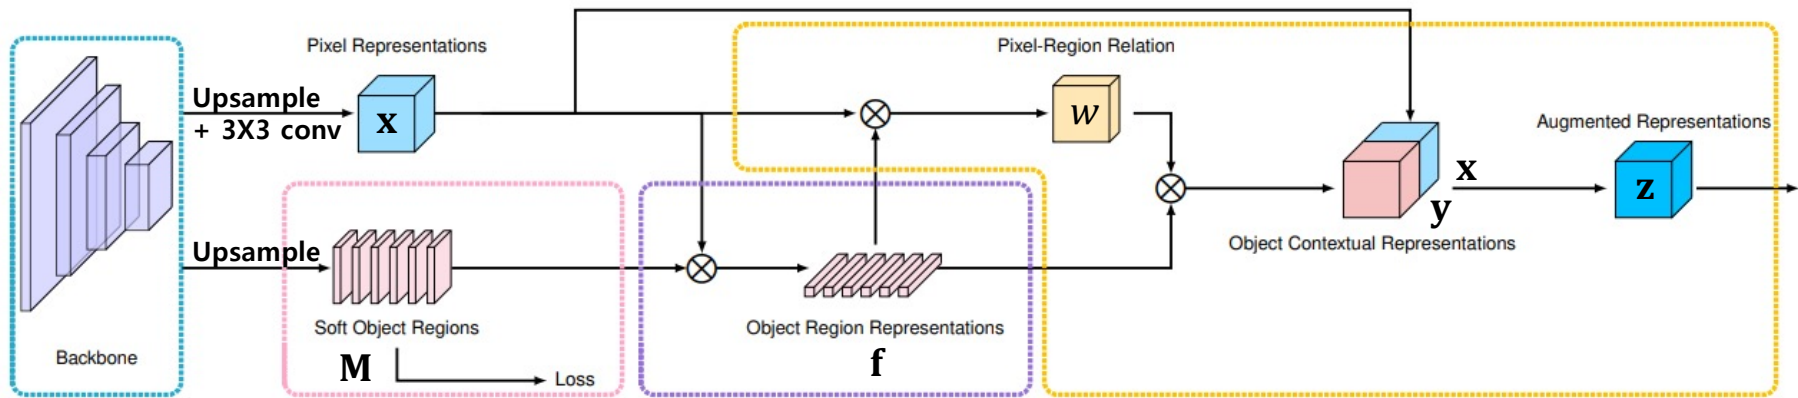 Pixel Representations
Pixel-Region Relation
Upsample
+ 3X3 conv
x
w
Augmented Representations
x
y
z
Object Contextual Representations
Upsample
Soft Object Regions
Object Region Representations
Backbone
M
Loss
f